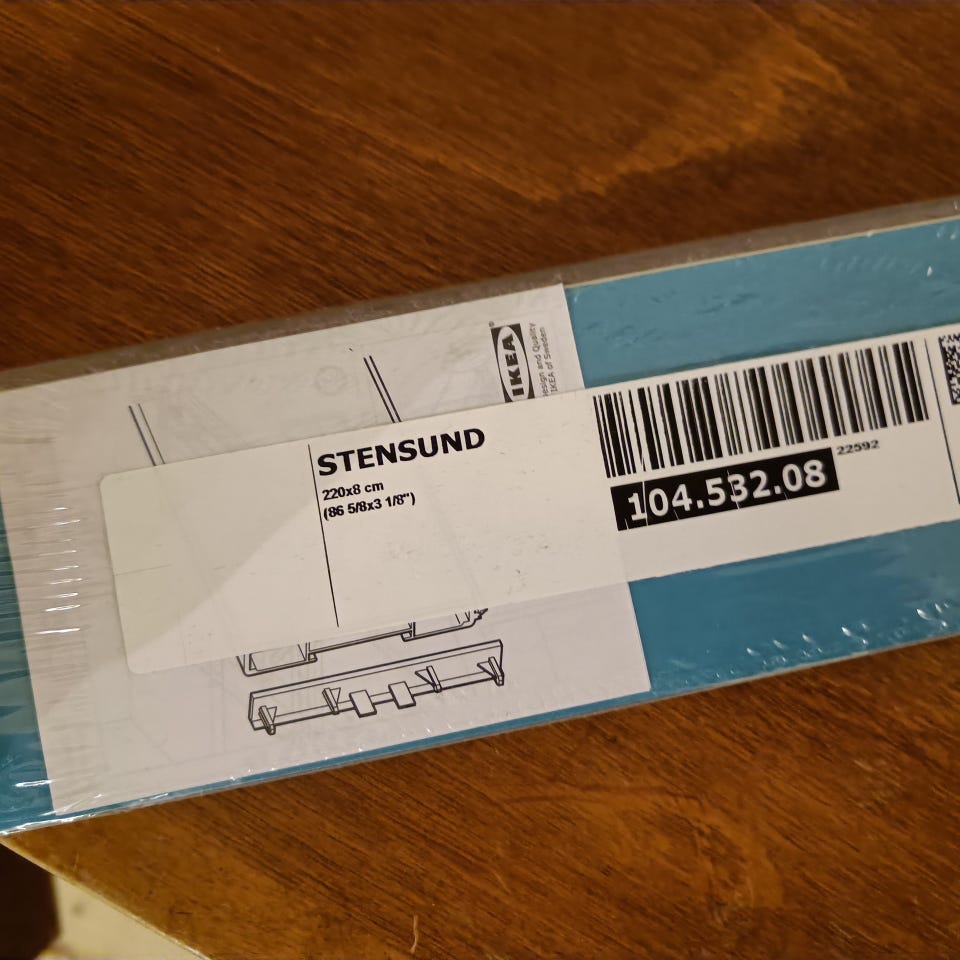 IKEA
®
Design and Quality
IKEA of Sweden
STENSUND
220x8 cm
(86 5/8x3 1/8")
22592
104.532.08